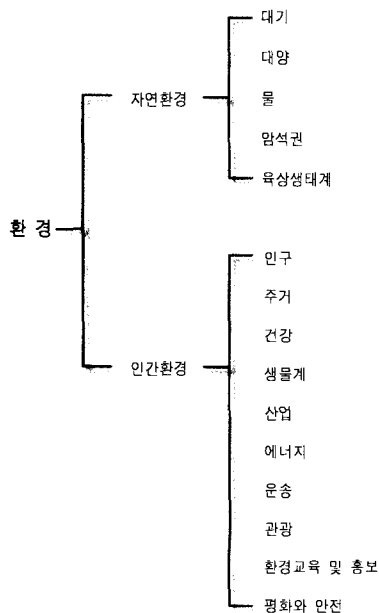 환 경
자연환경
대기
대양
물
암석권
육상생태계
인간환경
인구
주거
건강
생물계
산업
에너지
운송
관광
환경교육 및 홍보
평화와 안전